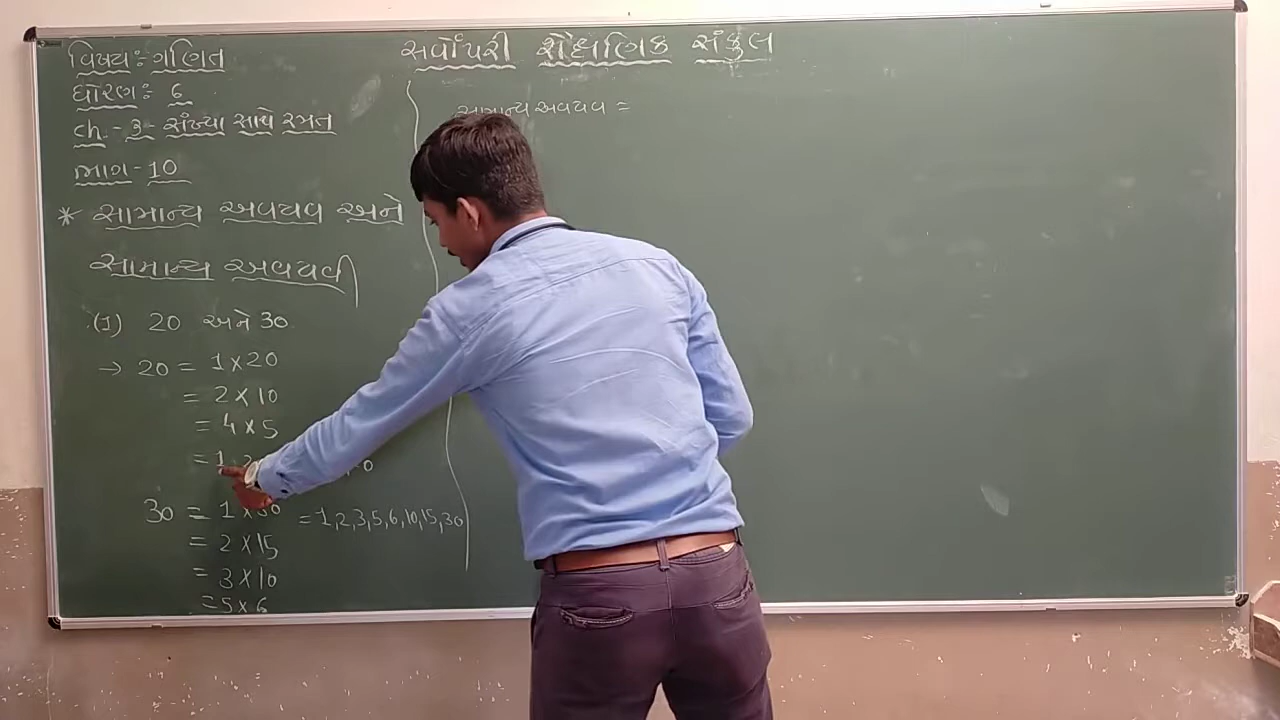 વિષય : ગણિત
ધોરણ : 6
ch - 3 - સંખ્યા સાથે રમત
ભાગ - 10
* સામાન્ય અવયવ અને
સામાન્ય અવયવી
(1) 20 અને 30
→ 20 = 1 × 20
= 2 × 10
= 4 × 5
= 1,
30 = 1 × 30 = 1,2,3,5,6,10,15,30
= 2 × 15
= 3 × 10
= 5 × 6
સર્વોપરી શૈક્ષણિક સંકુલ
સામાન્ય અવયવ =